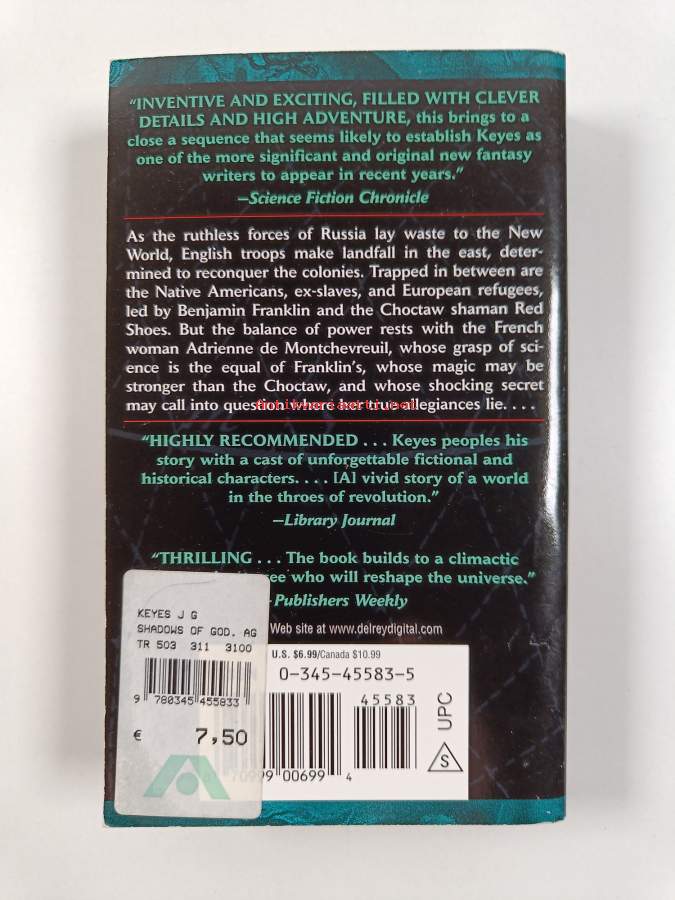 “INVENTIVE AND EXCITING, FILLED WITH CLEVER
DETAILS AND HIGH ADVENTURE, this brings to a
close a sequence that seems likely to establish Keyes as
one of the more significant and original new fantasy
writers to appear in recent years.”
—Science Fiction Chronicle
As the ruthless forces of Russia lay waste to the New
World, English troops make landfall in the east, deter-
mined to reconquer the colonies. Trapped in between are
the Native Americans, ex-slaves, and European refugees,
led by Benjamin Franklin and the Choctaw shaman Red
Shoes. But the balance of power rests with the French
woman Adrienne de Montchevreuil, whose grasp of sci-
ence is the equal of Franklin’s, whose magic may be
stronger than the Choctaw, and whose shocking secret
may call into question where her true allegiances lie. . . .
“HIGHLY RECOMMENDED . . . Keyes peoples his
story with a cast of unforgettable fictional and
historical characters. . . . [A] vivid story of a world
in the throes of revolution.”
—Library Journal
“THRILLING . . . The book builds to a climactic
see who will reshape the universe.”
—Publishers Weekly
Web site at www.delreydigital.com
KEYES J G
SHADOWS OF GOD. AG
TR 503 311 3100
9 780345 455833
€ 7,50
U.S. $6.99/Canada $10.99
0-345-45583-5
45583
70999 00699 4
UPC
S